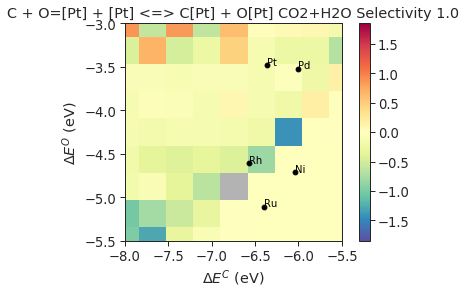 C + O=[Pt] + [Pt] <=> C[Pt] + O[Pt] CO2+H2O Selectivity 1.0
−3.0
−3.5
−4.0
−4.5
−5.0
−5.5
ΔE^O (eV)
Pt
Pd
Rh
Ni
Ru
−8.0 −7.5 −7.0 −6.5 −6.0 −5.5
ΔE^C (eV)
1.5
1.0
0.5
0.0
−0.5
−1.0
−1.5